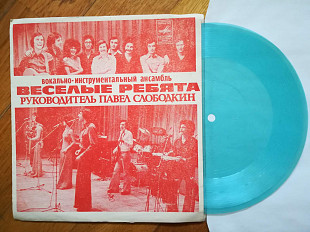 ВОКАЛЬНО-ИНСТРУМЕНТАЛЬНЫЙ АНСАМБЛЬ
ВЕСЕЛЫЕ РЕБЯТА
РУКОВОДИТЕЛЬ ПАВЕЛ СЛОБОДКИН